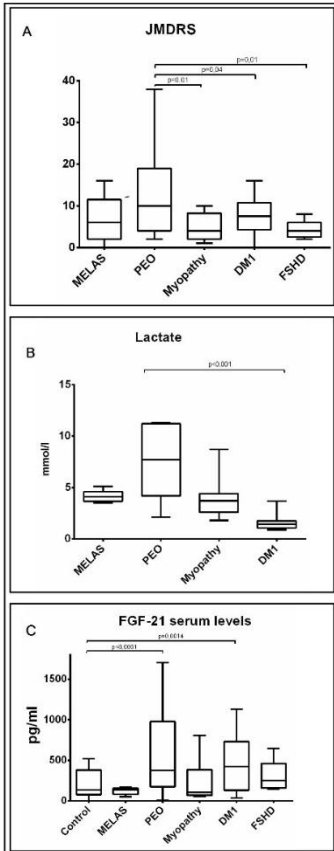 A
JMDRS
p=0,01
p=0,04
p=0.01
40
30
20
10
0
MELAS
PEO
Myopathy
DM1
FSHD
B
Lactate
p<0.001
15
10
5
0
mmol/l
MELAS
PEO
Myopathy
DM1
C
FGF-21 serum levels
p=0,0014
p<0,0001
1500
1000
500
0
pg/ml
Control
MELAS
PEO
Myopathy
DM1
FSHD